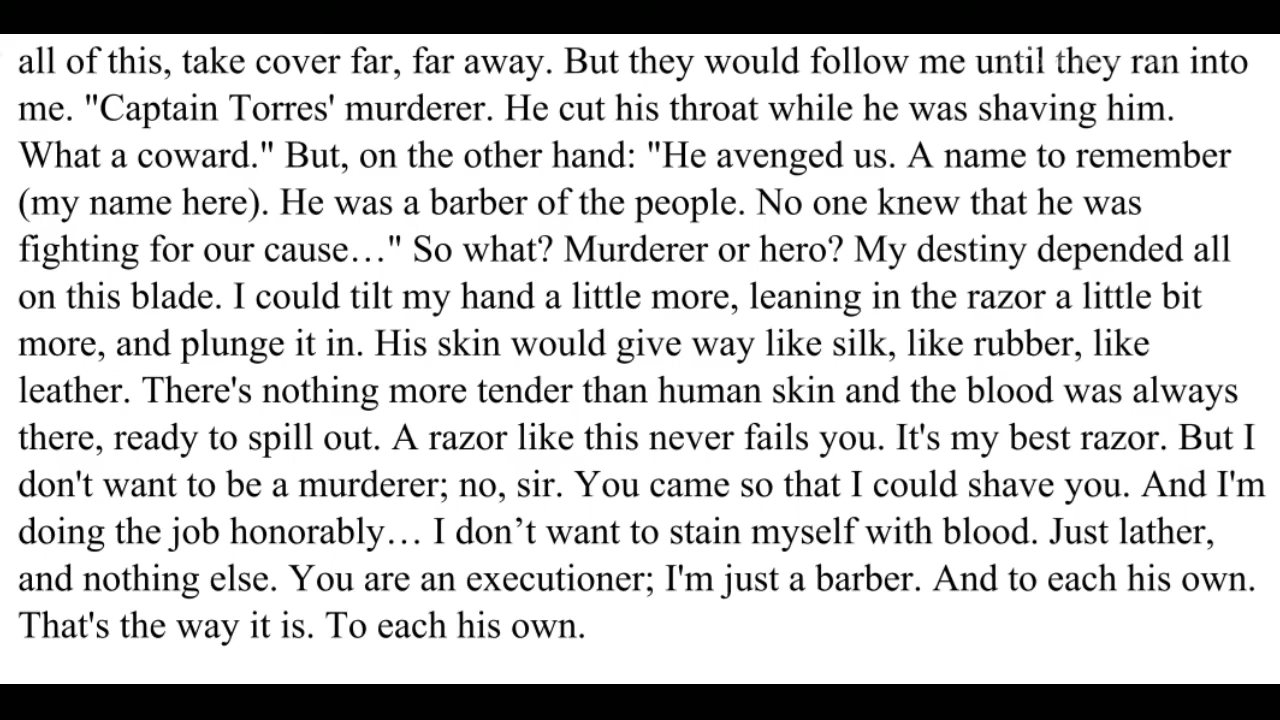 all of this, take cover far, far away. But they would follow me until they ran into
me. "Captain Torres' murderer. He cut his throat while he was shaving him.
What a coward." But, on the other hand: "He avenged us. A name to remember
(my name here). He was a barber of the people. No one knew that he was
fighting for our cause…" So what? Murderer or hero? My destiny depended all
on this blade. I could tilt my hand a little more, leaning in the razor a little bit
more, and plunge it in. His skin would give way like silk, like rubber, like
leather. There's nothing more tender than human skin and the blood was always
there, ready to spill out. A razor like this never fails you. It's my best razor. But I
don't want to be a murderer; no, sir. You came so that I could shave you. And I'm
doing the job honorably… I don’t want to stain myself with blood. Just lather,
and nothing else. You are an executioner; I'm just a barber. And to each his own.
That's the way it is. To each his own.